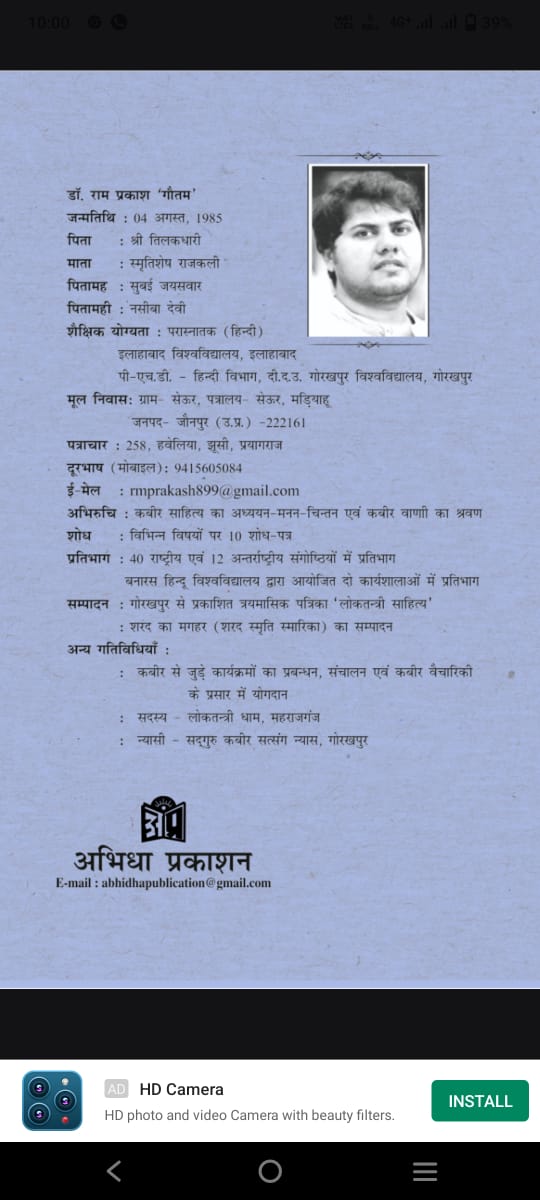 10:00
4G+
39%
डॉ. राम प्रकाश 'गौतम'
जन्मतिथि : 04 अगस्त, 1985
पिता : श्री तिलकधारी
माता : स्मृतिशेष राजकली
पितामह : सुबई जयसवार
पितामही : नसीबा देवी
शैक्षिक योग्यता : परास्नातक (हिन्दी)
इलाहाबाद विश्वविद्यालय, इलाहाबाद
पी-एच.डी. - हिन्दी विभाग, दी.द.उ. गोरखपुर विश्वविद्यालय, गोरखपुर
मूल निवास: ग्राम- सेऊर, पत्रालय- सेऊर, मड़ियाहू
जनपद- जौनपुर (उ.प्र.) -222161
पत्राचार : 258, हवेलिया, झूसी, प्रयागराज
दूरभाष (मोबाइल): 9415605084
ई-मेल : rmprakash899@gmail.com
अभिरुचि : कबीर साहित्य का अध्ययन-मनन-चिन्तन एवं कबीर वाणी का श्रवण
शोध : विभिन्न विषयों पर 10 शोध-पत्र
प्रतिभाग : 40 राष्ट्रीय एवं 12 अन्तर्राष्ट्रीय संगोष्ठियों में प्रतिभाग
बनारस हिन्दू विश्वविद्यालय द्वारा आयोजित दो कार्यशालाओं में प्रतिभाग
सम्पादन : गोरखपुर से प्रकाशित त्रयमासिक पत्रिका 'लोकतन्त्री साहित्य'
: शरद का मगहर (शरद स्मृति स्मारिका) का सम्पादन
अन्य गतिविधियाँ :
: कबीर से जुड़े कार्यक्रमों का प्रबन्धन, संचालन एवं कबीर वैचारिकी
के प्रसार में योगदान
: सदस्य - लोकतन्त्री धाम, महराजगंज
: न्यासी - सद्‌गुरु कबीर सत्संग न्यास, गोरखपुर
अभिधा प्रकाशन
E-mail : abhidhapublication@gmail.com
AD HD Camera
HD photo and video Camera with beauty filters.
INSTALL